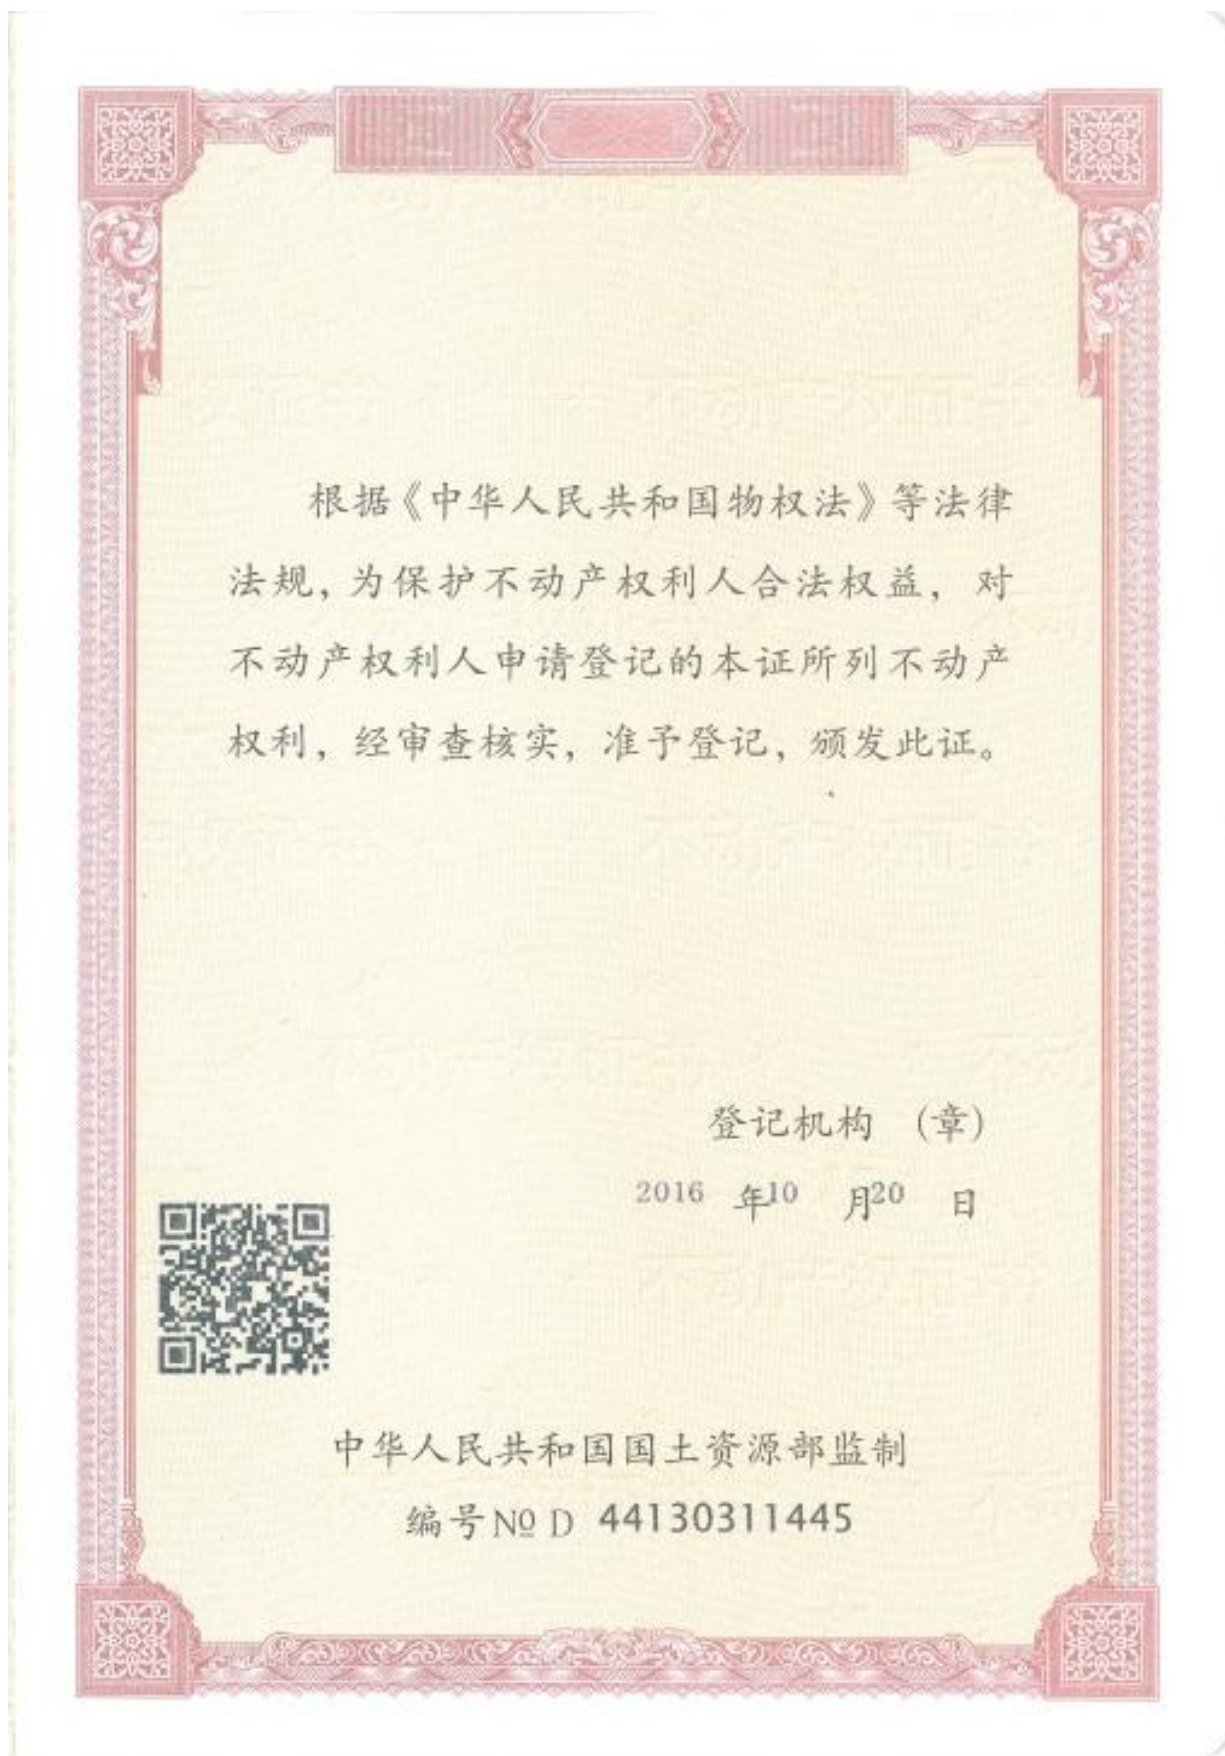 根据《中华人民共和国物权法》等法律
法规，为保护不动产权利人合法权益，对
不动产权利人申请登记的本证所列不动产
权利，经审查核实，准予登记，颁发此证。
登记机构 （章）
2016 年10 月20 日
中华人民共和国国土资源部监制
编号 № D 44130311445